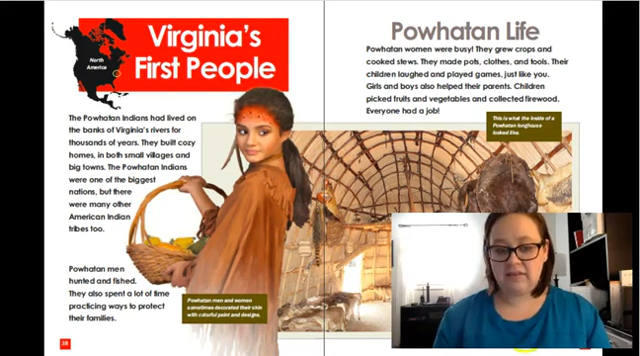 North
America
Virginia's
First People
The Powhatan Indians had lived on
the banks of Virginia's rivers for
thousands of years. They built cozy
homes, in both small villages and
big towns. The Powhatan Indians
were one of the biggest
nations, but there
were many other
American Indian
tribes too.
Powhatan men
hunted and fished.
They also spent a lot of time
practicing ways to protect
their families.
Powhatan men and women
sometimes decorated their skin
with colorful paint and designs.
38
Powhatan Life
Powhatan women were busy! They grew crops and
cooked stews. They made pots, clothes, and tools. Their
children laughed and played games, just like you.
Girls and boys also helped their parents. Children
picked fruits and vegetables and collected firewood.
Everyone had a job!
This is what the inside of a
Powhatan longhouse
looked like.